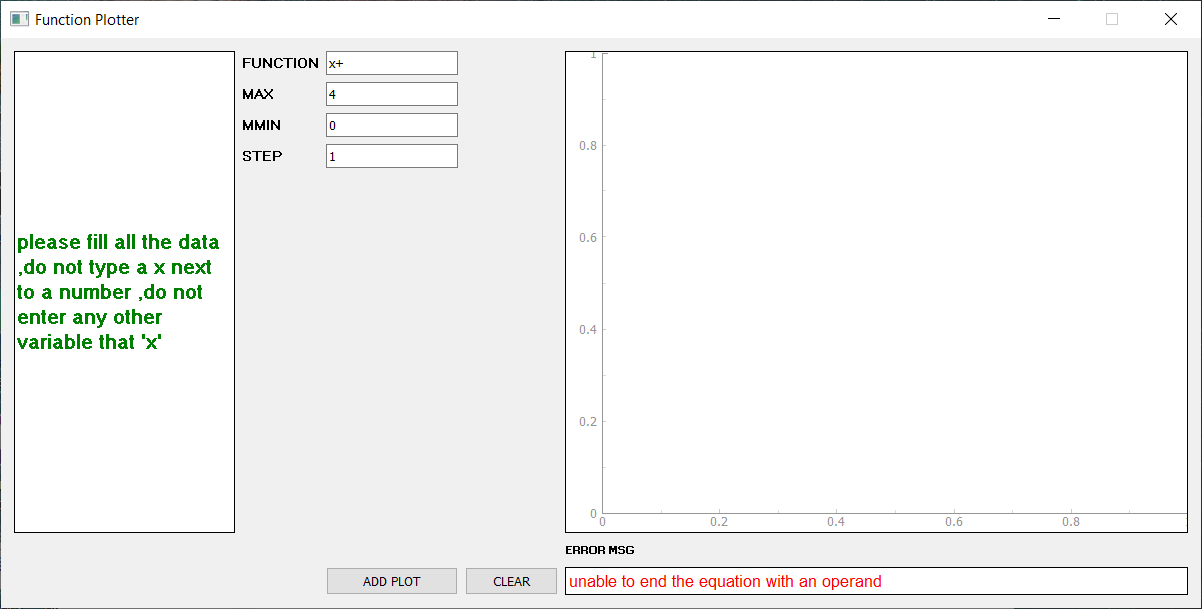 Function Plotter
please fill all the data
,do not type a x next
to a number ,do not
enter any other
variable that 'x'
FUNCTION x+
MAX 4
MMIN 0
STEP 1
ADD PLOT CLEAR
1
0.8
0.6
0.4
0.2
0
0 0.2 0.4 0.6 0.8
ERROR MSG
unable to end the equation with an operand